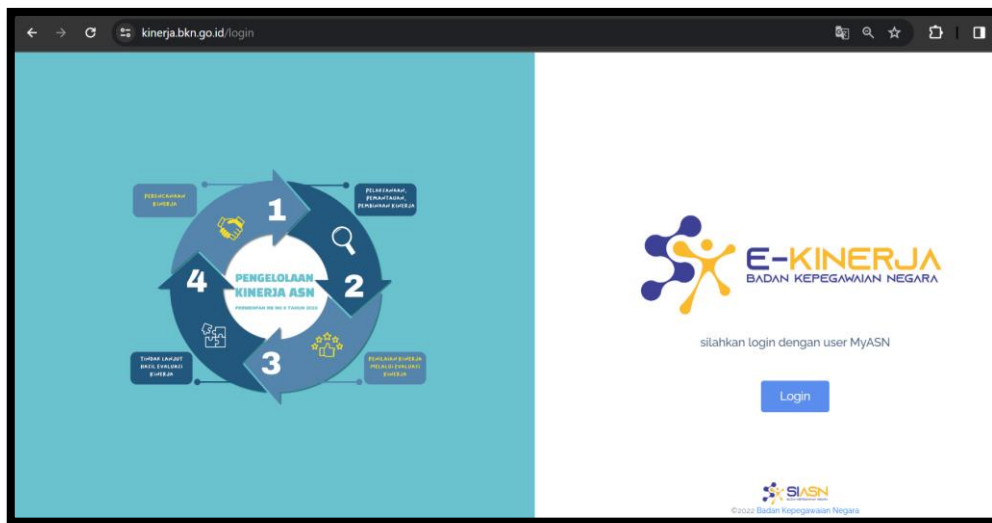 kinerja.bkn.go.id/login
PERENCANAAN
KINERJA
1
PELAKSANAAN,
PEMANTAUAN,
PEMBINAAN KINERJA
2
PENGELOLAAN
KINERJA ASN
4
3
TINDAK LANJUT
HASIL EVALUASI
KINERJA
PENILAIAN KINERJA
MELALUI EVALUASI
KINERJA
E-KINERJA
BADAN KEPEGAWAIAN NEGARA
silahkan login dengan user MyASN
Login
SIASN
©2022 Badan Kepegawaian Negara